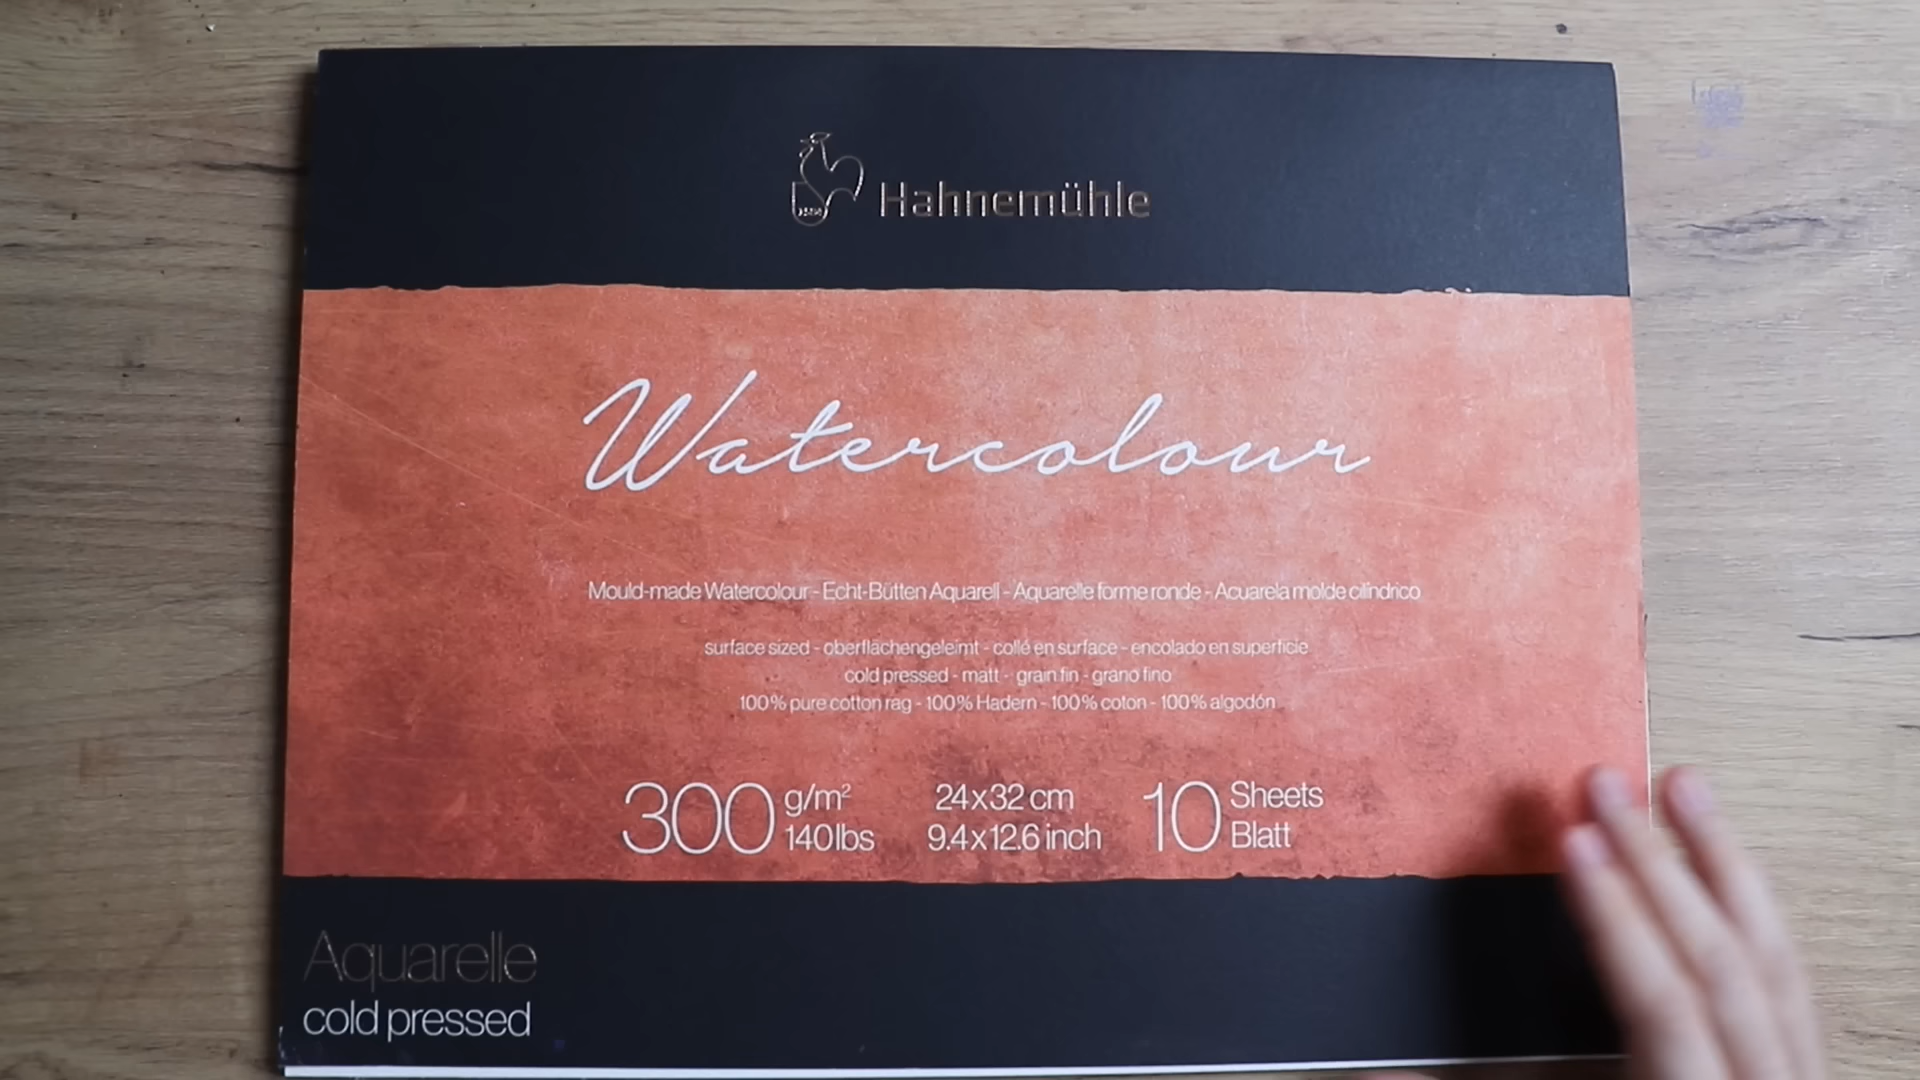 Hahnemühle
Watercolour
Mould-made Watercolour - Echt-Bütten Aquarell - Aquarelle forme ronde - Acuarela molde cilíndrico
surface sized - oberflächengeleimt - collé en surface - encolado en superficie
cold pressed - matt - grain fin - grano fino
100% pure cotton rag - 100% Hadern - 100% coton - 100% algodón
300 g/m² 24x32 cm 10 Sheets
140 lbs 9.4x12.6 inch Blatt
Aquarelle
cold pressed